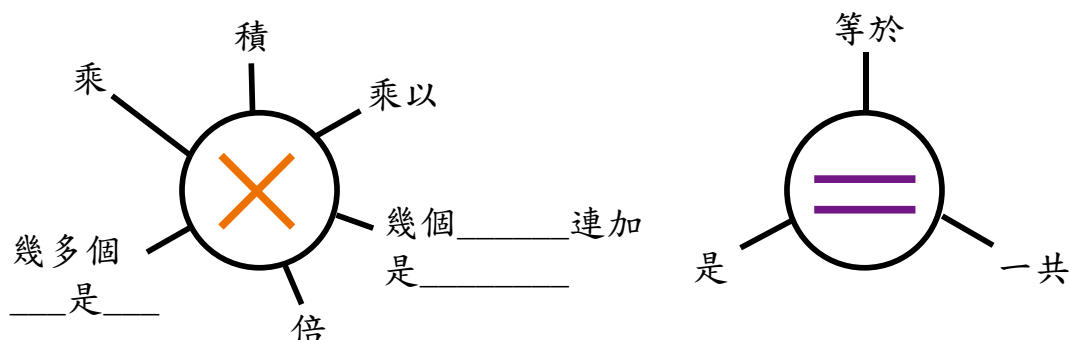 積
乘
乘以
幾個______連加
是________
幾多個
___是___
倍
×
等於
=
是
一共